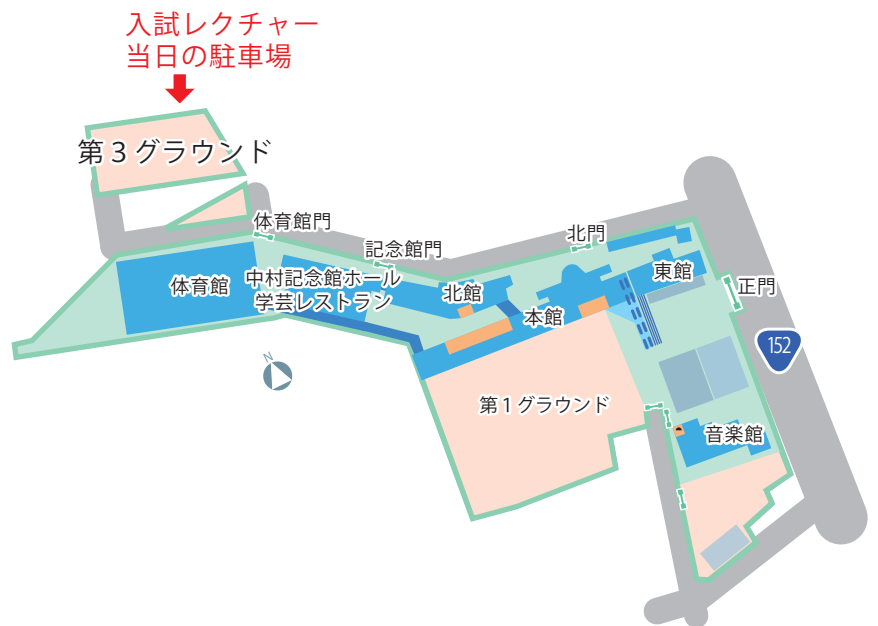 入試レクチャー
当日の駐車場
第３グラウンド
体育館門
記念館門
北門
東館
正門
体育館
中村記念館ホール
学芸レストラン
北館
本館
152
N
第１グラウンド
音楽館